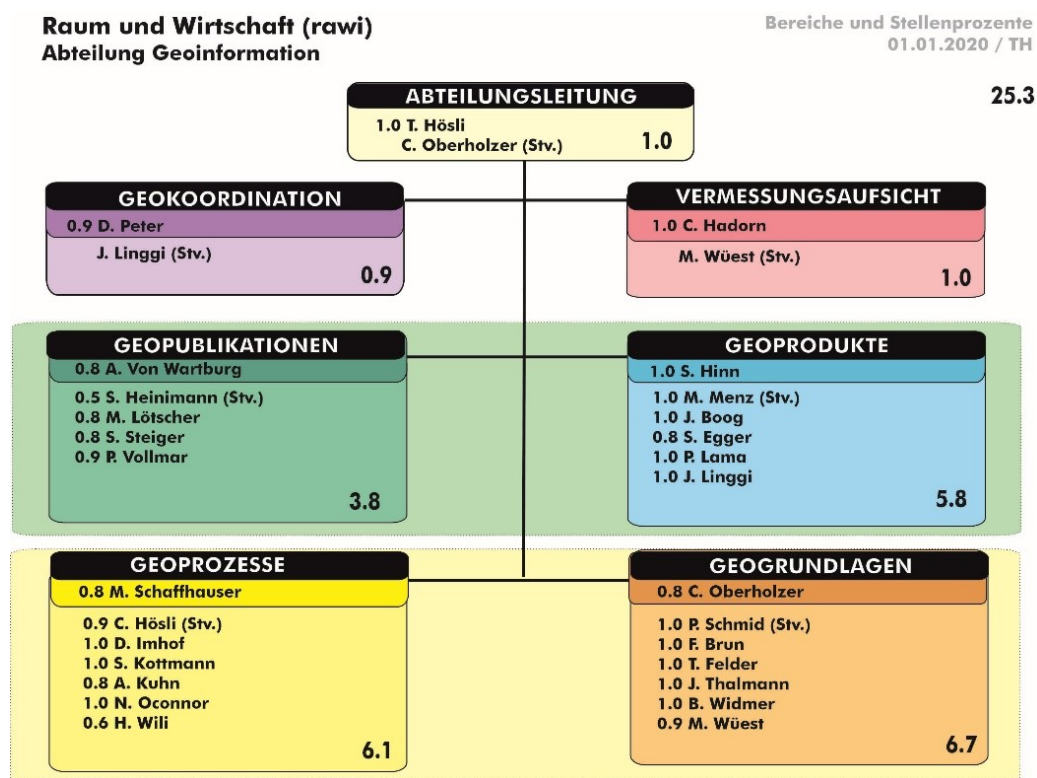 Raum und Wirtschaft (rawi)
Abteilung Geoinformation
Bereiche und Stellenprozente
01.01.2020 / TH
25.3
ABTEILUNGSLEITUNG
1.0 T. Hösli
C. Oberholzer (Stv.)
1.0
GEOKOORDINATION
0.9 D. Peter
J. Linggi (Stv.)
0.9
VERMESSUNGSAUFSICHT
1.0 C. Hadorn
M. Wüest (Stv.)
1.0
GEOPUBLIKATIONEN
0.8 A. Von Wartburg
0.5 S. Heinimann (Stv.)
0.8 M. Lötscher
0.8 S. Steiger
0.9 P. Vollmar
3.8
GEOPRODUKTE
1.0 S. Hinn
1.0 M. Menz (Stv.)
1.0 J. Boog
0.8 S. Egger
1.0 P. Lama
1.0 J. Linggi
5.8
GEOPROZESSE
0.8 M. Schaffhauser
0.9 C. Hösli (Stv.)
1.0 D. Imhof
1.0 S. Kottmann
0.8 A. Kuhn
1.0 N. Oconnor
0.6 H. Wili
6.1
GEOGRUNDLAGEN
0.8 C. Oberholzer
1.0 P. Schmid (Stv.)
1.0 F. Brun
1.0 T. Felder
1.0 J. Thalmann
1.0 B. Widmer
0.9 M. Wüest
6.7